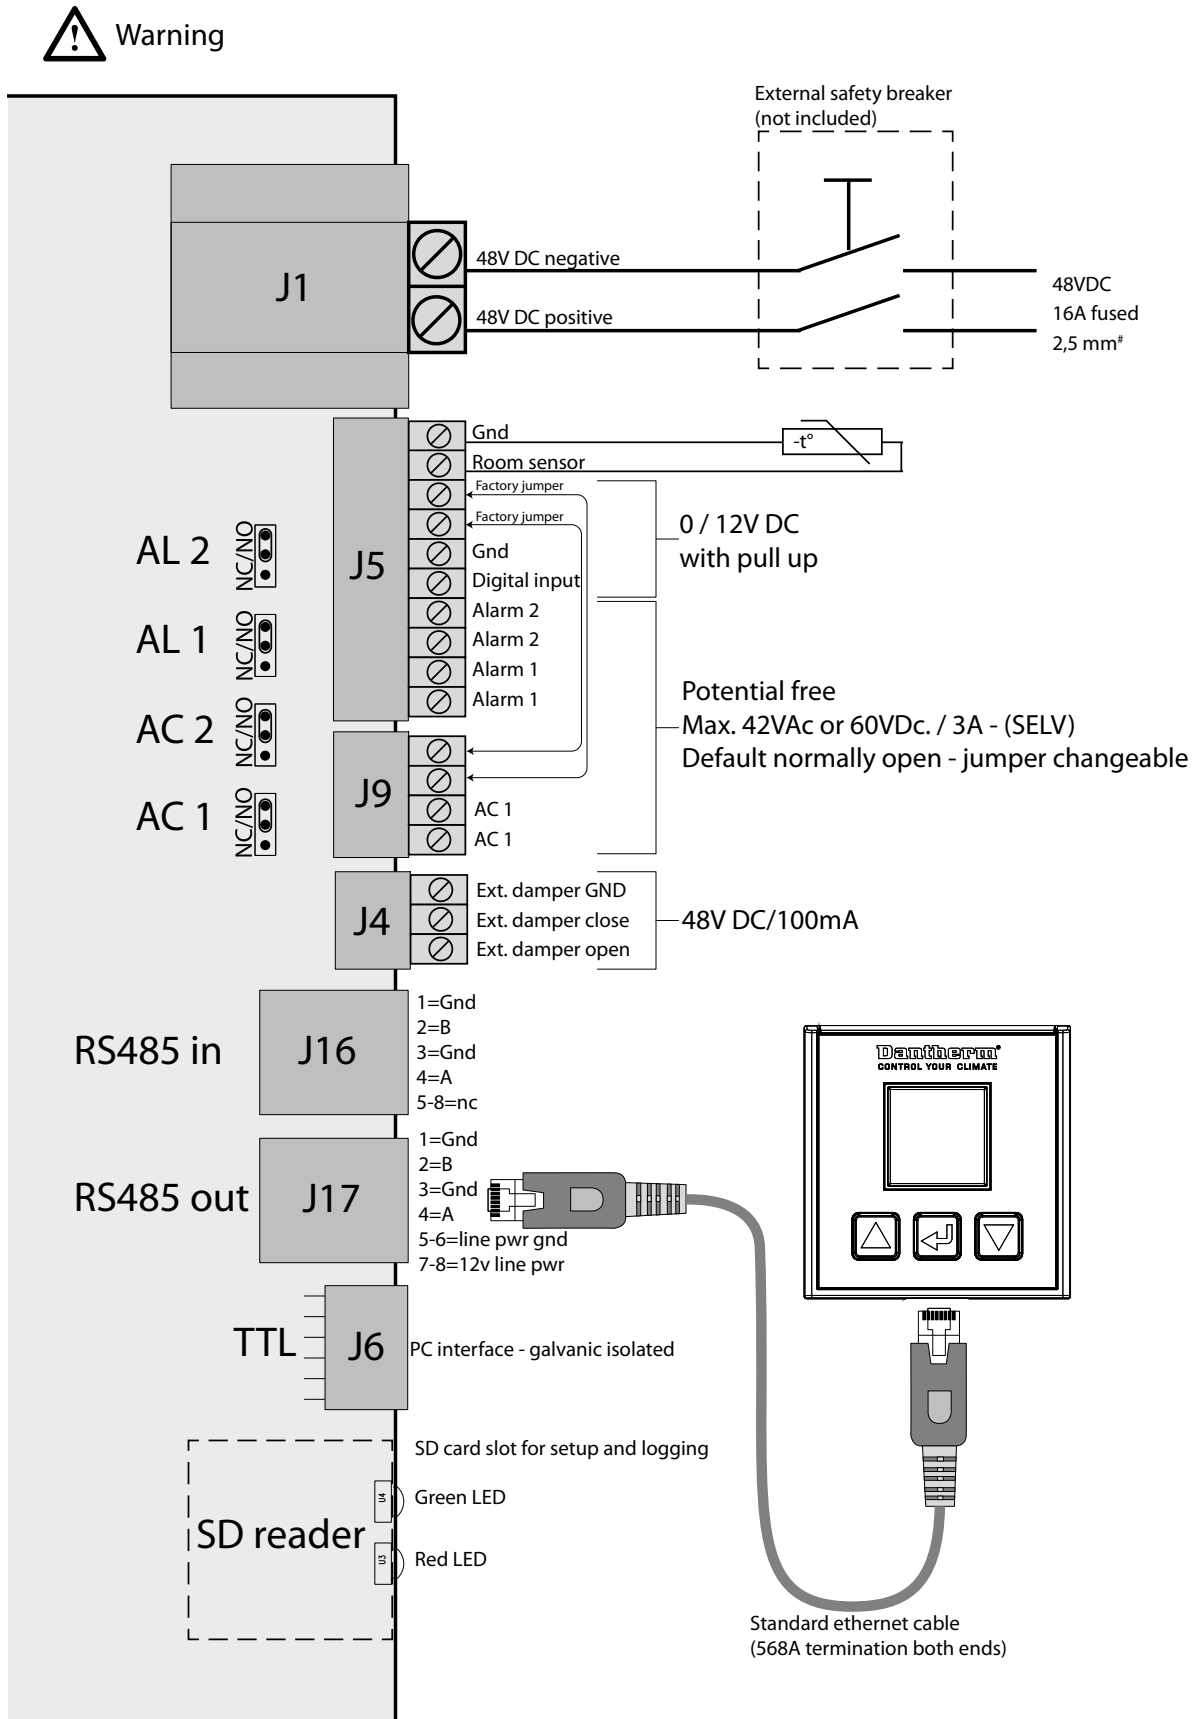 Warning
External safety breaker
(not included)
J1
48V DC negative
48V DC positive
48VDC
16A fused
2,5 mm#
Gnd
Room sensor
-t°
Factory jumper
Factory jumper
Gnd
Digital input
Alarm 2
Alarm 2
Alarm 1
Alarm 1
J5
0 / 12V DC
with pull up
AL 2
NC/NO
AL 1
NC/NO
AC 2
NC/NO
AC 1
NC/NO
Potential free
Max. 42VAc or 60VDc. / 3A - (SELV)
Default normally open - jumper changeable
J9
AC 1
AC 1
J4
Ext. damper GND
Ext. damper close
Ext. damper open
48V DC/100mA
RS485 in
J16
1=Gnd
2=B
3=Gnd
4=A
5-8=nc
RS485 out
J17
1=Gnd
2=B
3=Gnd
4=A
5-6=line pwr gnd
7-8=12v line pwr
Dantherm®
CONTROL YOUR CLIMATE
TTL
J6
PC interface - galvanic isolated
SD card slot for setup and logging
SD reader
U4
Green LED
U3
Red LED
Standard ethernet cable
(568A termination both ends)